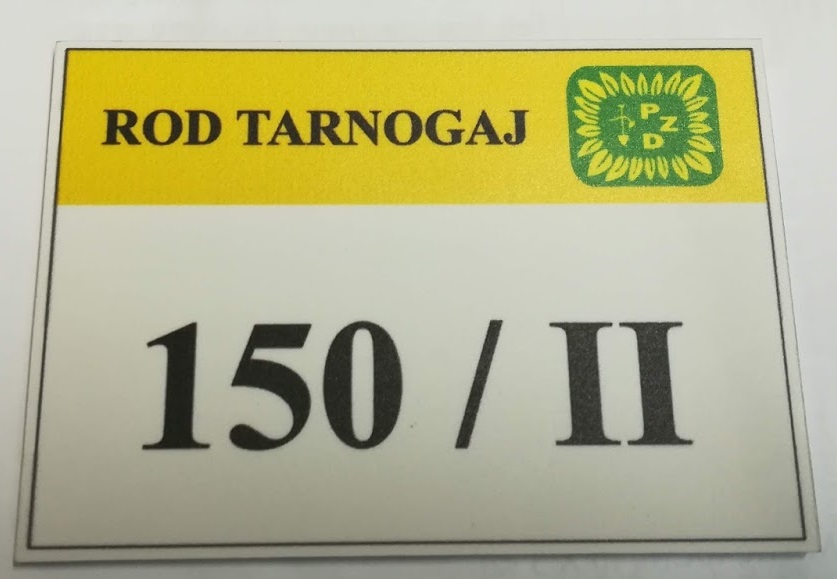 ROD TARNOGAJ
PZD
150 / II